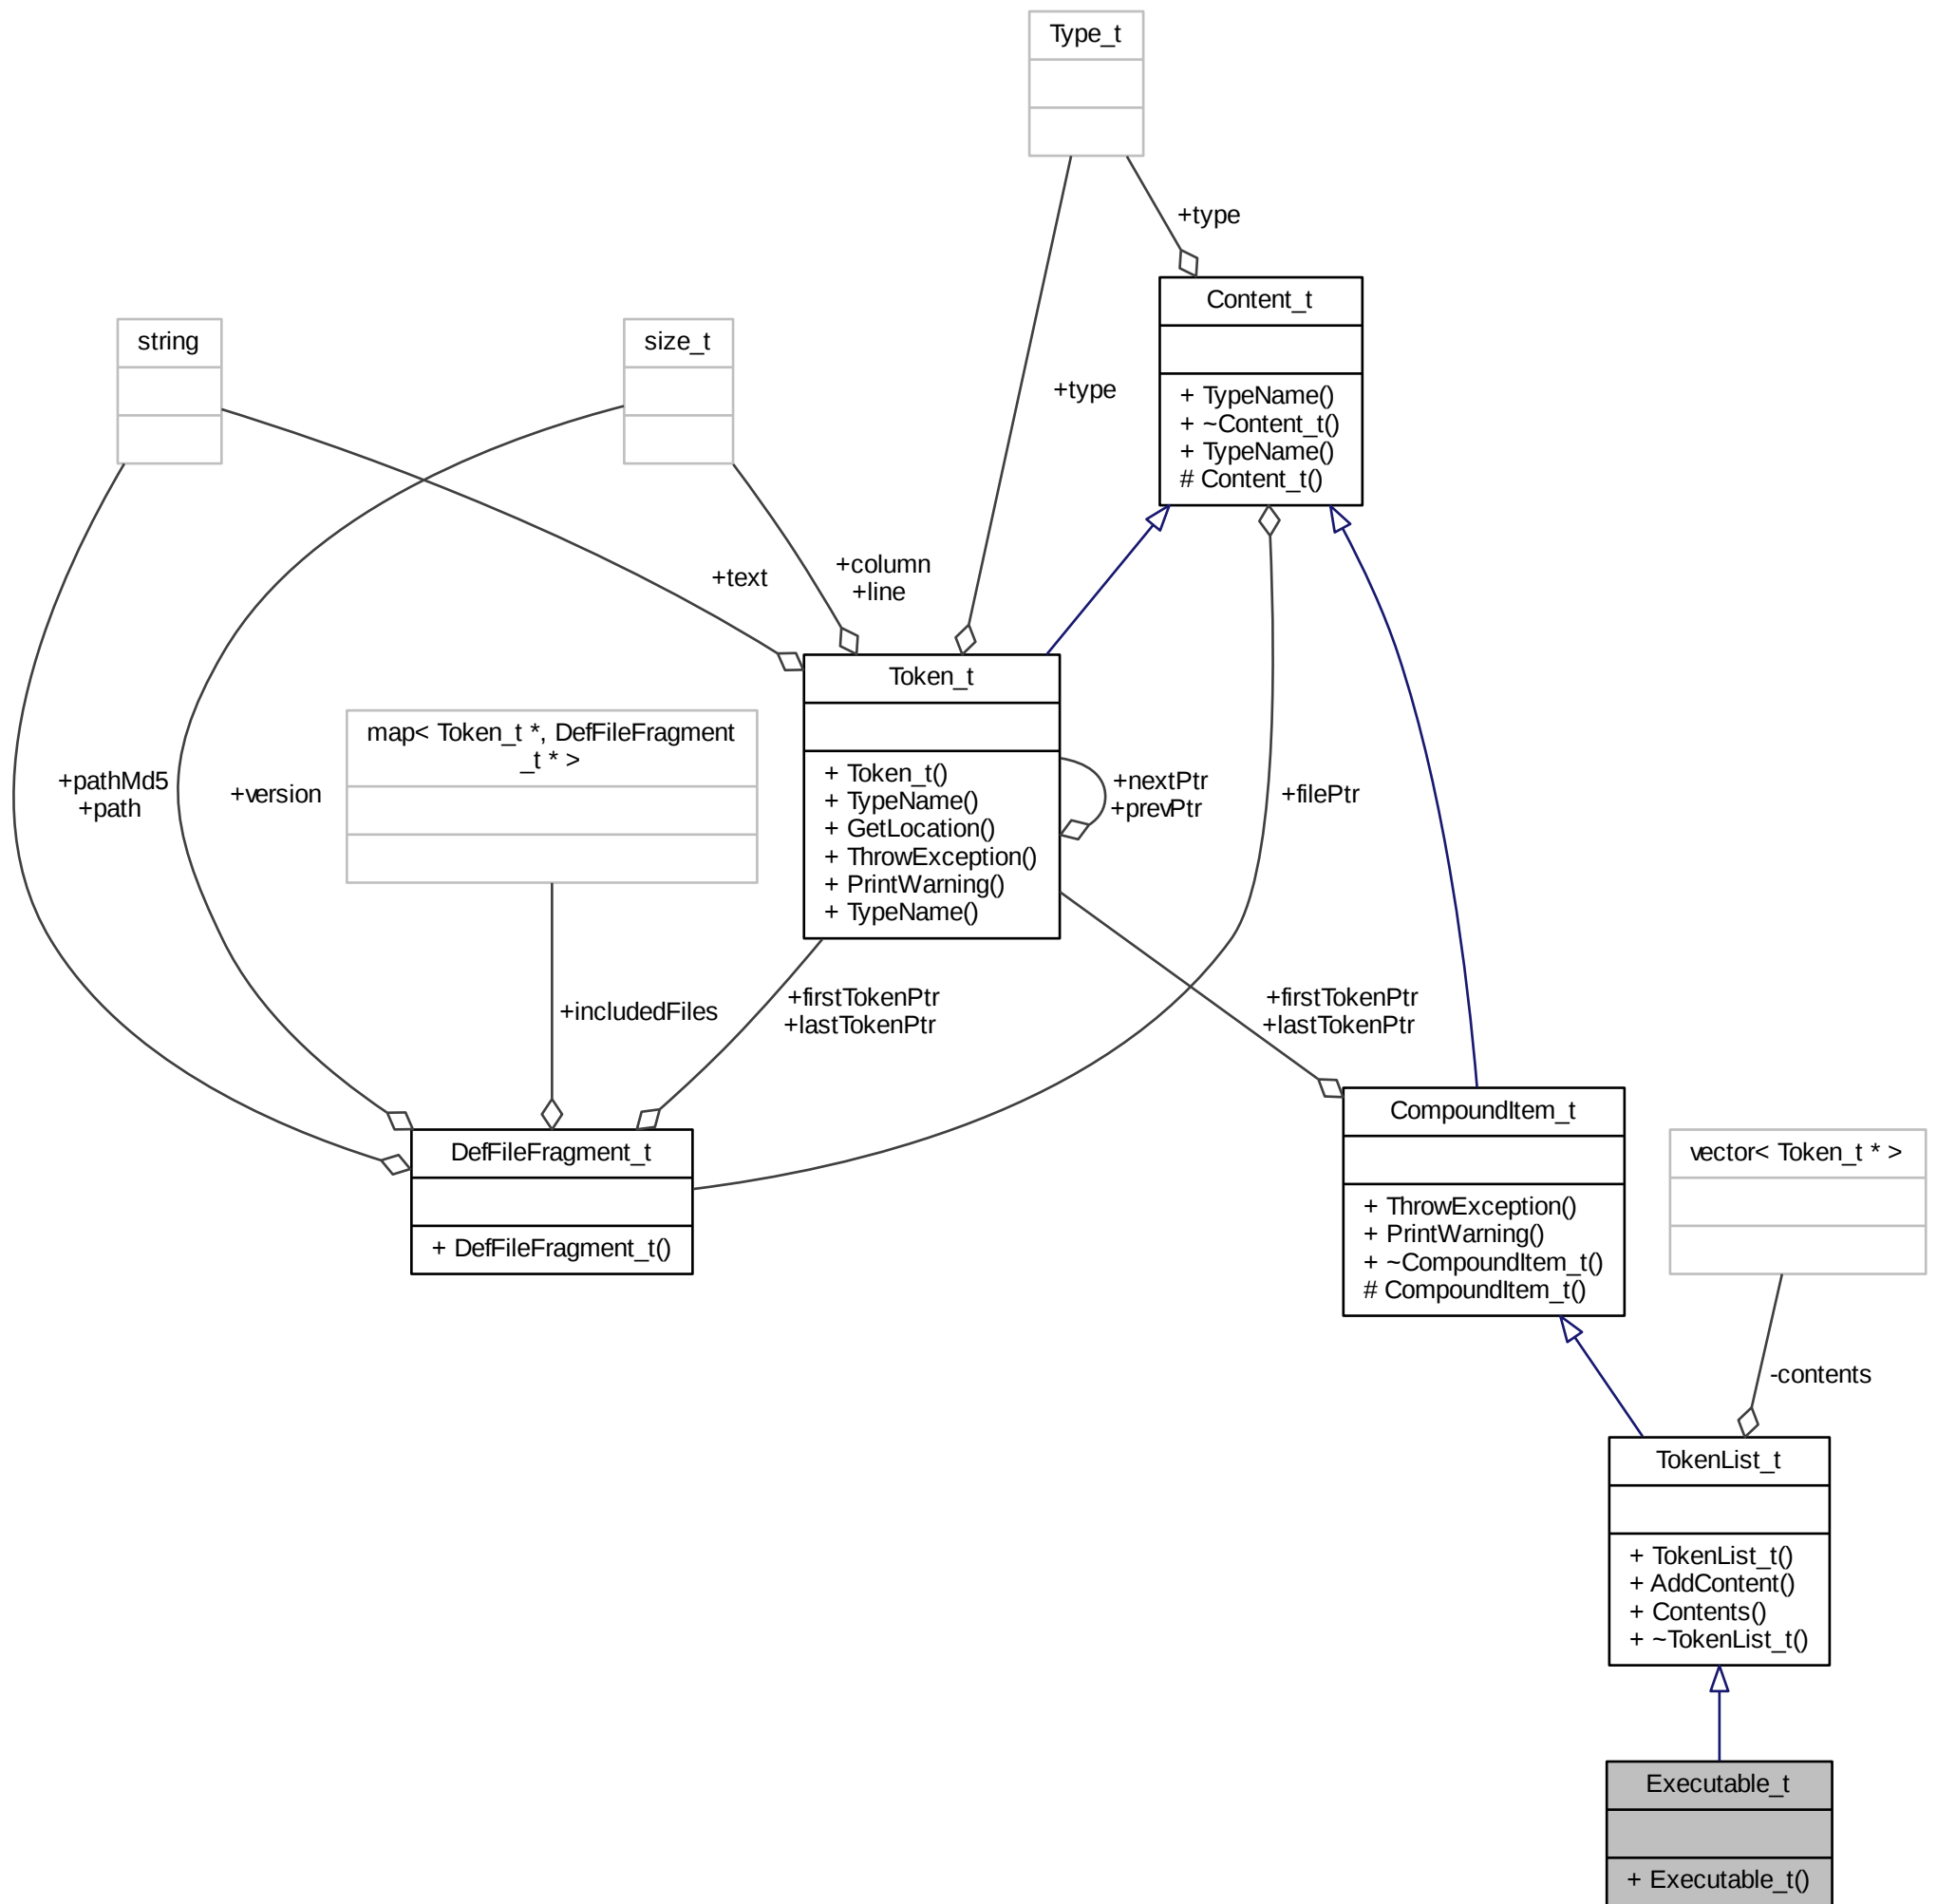 Type_t
+type
Content_t
+ TypeName()
+ ~Content_t()
+ TypeName()
# Content_t()
string
size_t
+type
+text
+column
+line
Token_t
+ Token_t()
+ TypeName()
+ GetLocation()
+ ThrowException()
+ PrintWarning()
+ TypeName()
map< Token_t *, DefFileFragment
_t * >
+pathMd5
+path
+version
+nextPtr
+prevPtr
+filePtr
+includedFiles
+firstTokenPtr
+lastTokenPtr
+firstTokenPtr
+lastTokenPtr
DefFileFragment_t
+ DefFileFragment_t()
CompoundItem_t
+ ThrowException()
+ PrintWarning()
+ ~CompoundItem_t()
# CompoundItem_t()
vector< Token_t * >
-contents
TokenList_t
+ TokenList_t()
+ AddContent()
+ Contents()
+ ~TokenList_t()
Executable_t
+ Executable_t()